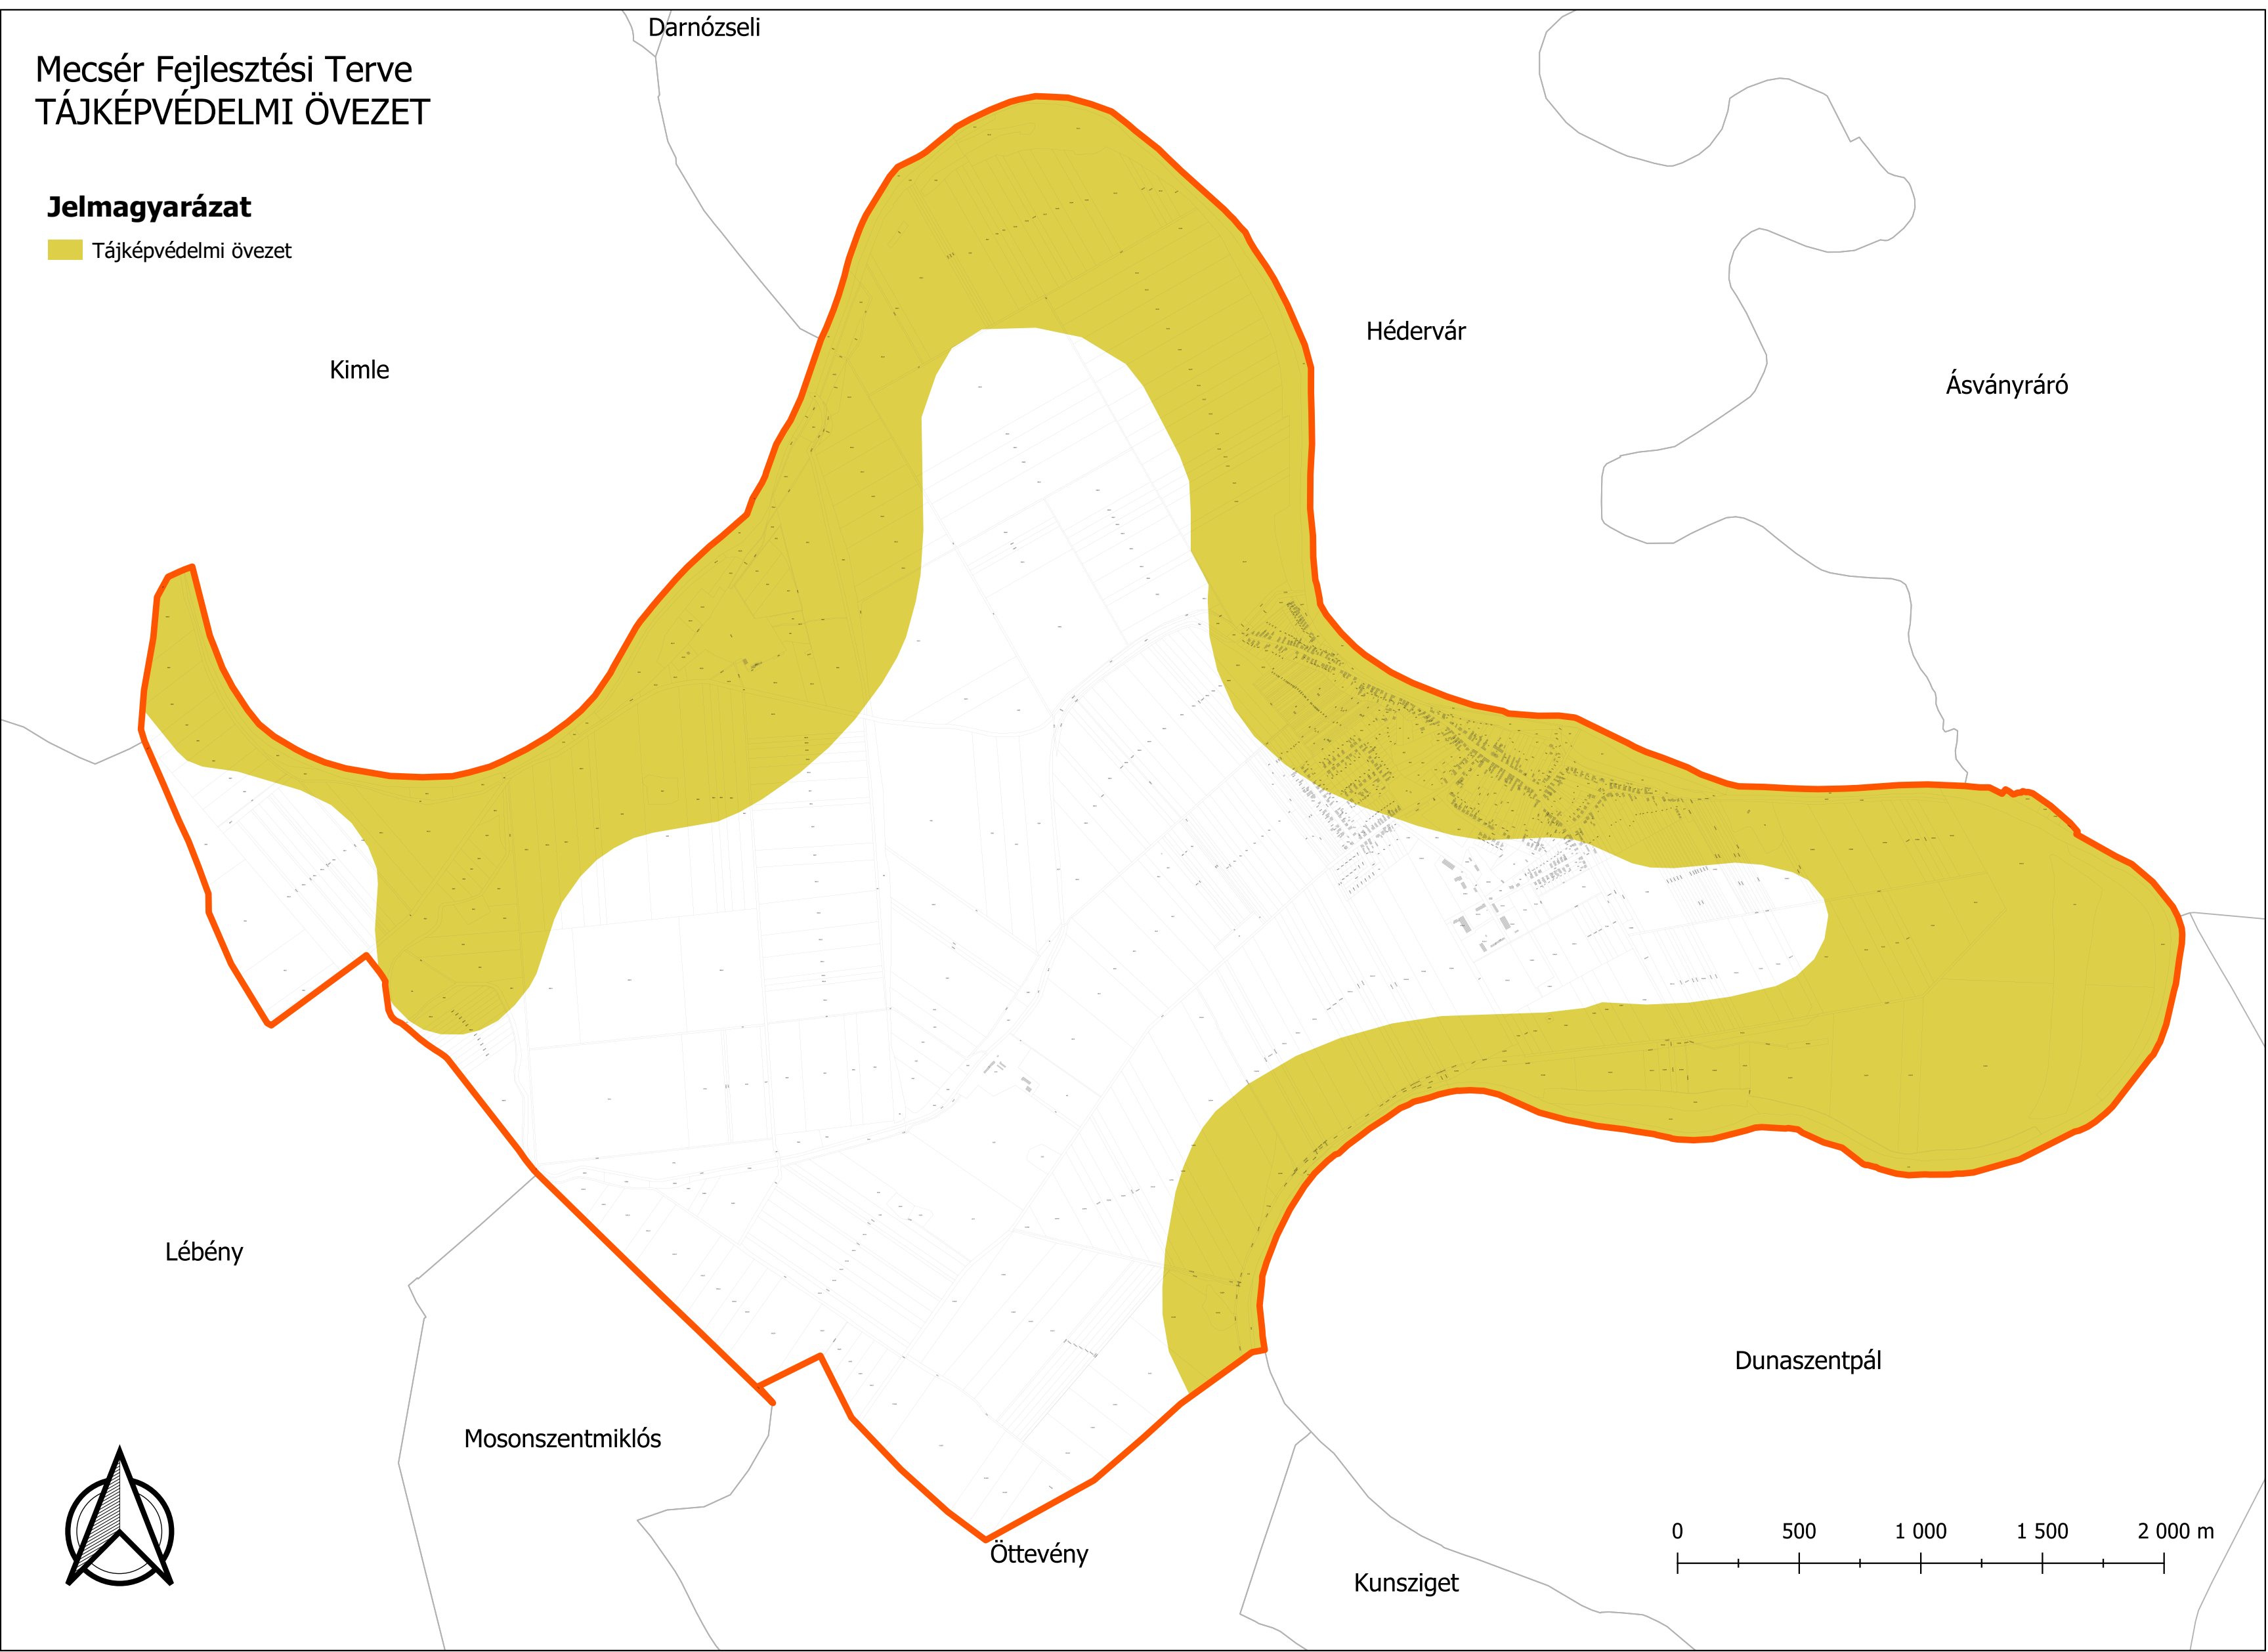 Darnózseli
Mecsér Fejlesztési Terve
TÁJKÉPVÉDELMI ÖVEZET
Jelmagyarázat
Tájképvédelmi övezet
Hédervár
Kimle
Ásványráró
Lébény
Dunaszentpál
Mosonszentmiklós
0 500 1 000 1 500 2 000 m
Öttevény
Kunsziget